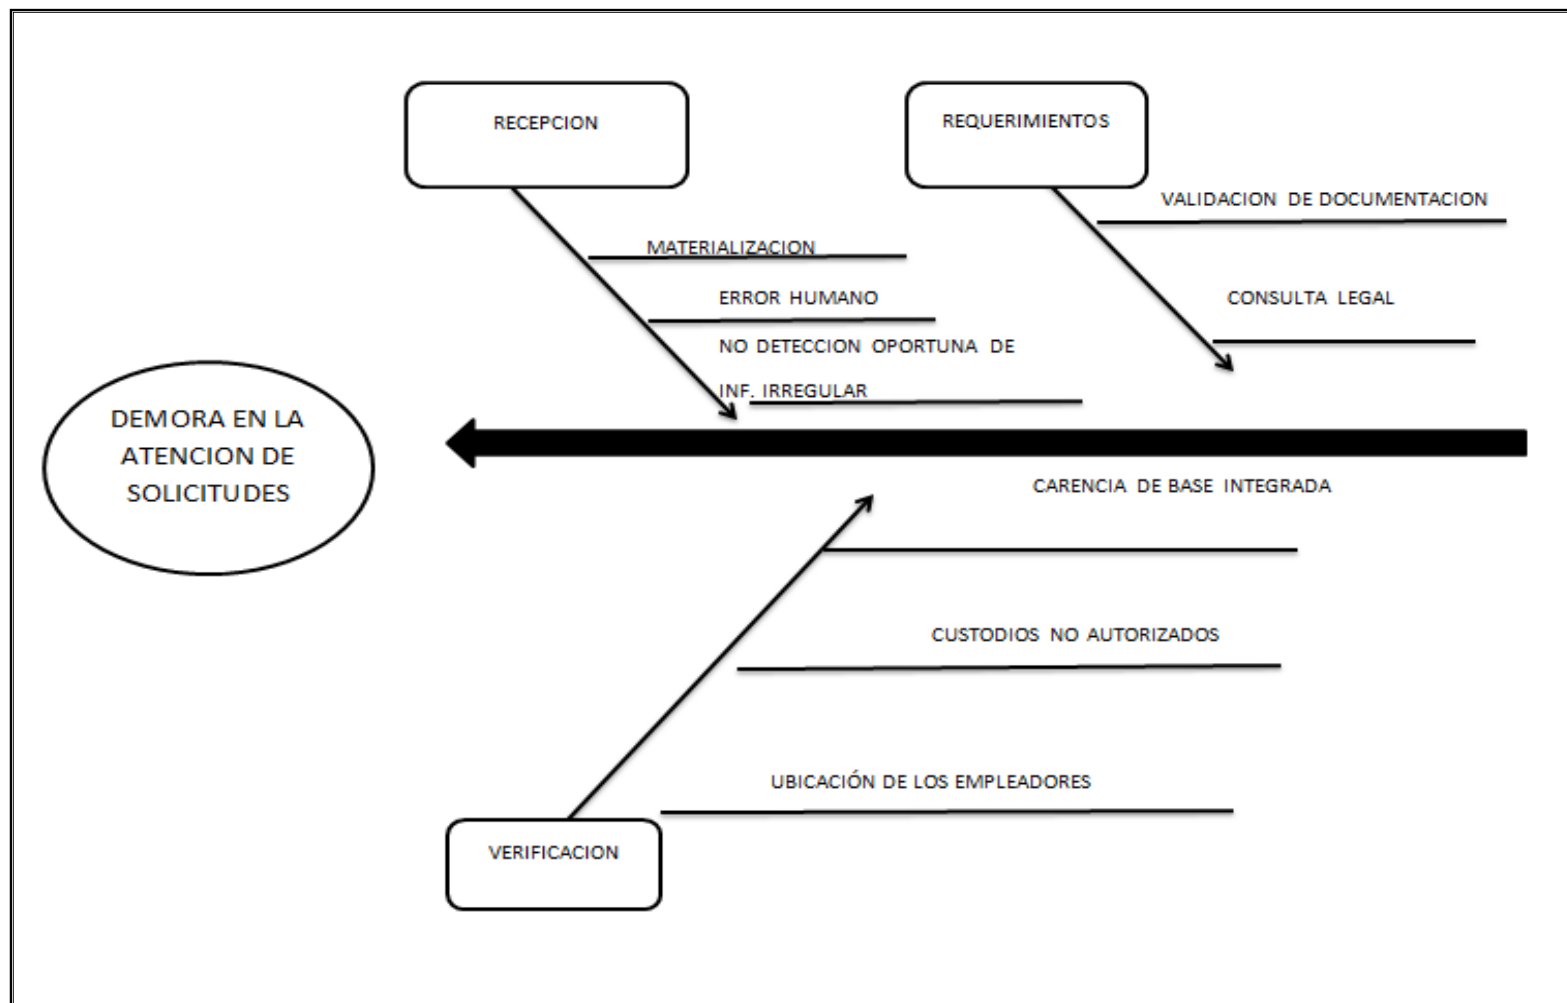 RECEPCION
REQUERIMIENTOS
VALIDACION DE DOCUMENTACION
MATERIALIZACION
ERROR HUMANO
CONSULTA LEGAL
NO DETECCION OPORTUNA DE
INF. IRREGULAR
DEMORA EN LA
ATENCION DE
SOLICITUDES
CARENCIA DE BASE INTEGRADA
CUSTODIOS NO AUTORIZADOS
UBICACIÓN DE LOS EMPLEADORES
VERIFICACION